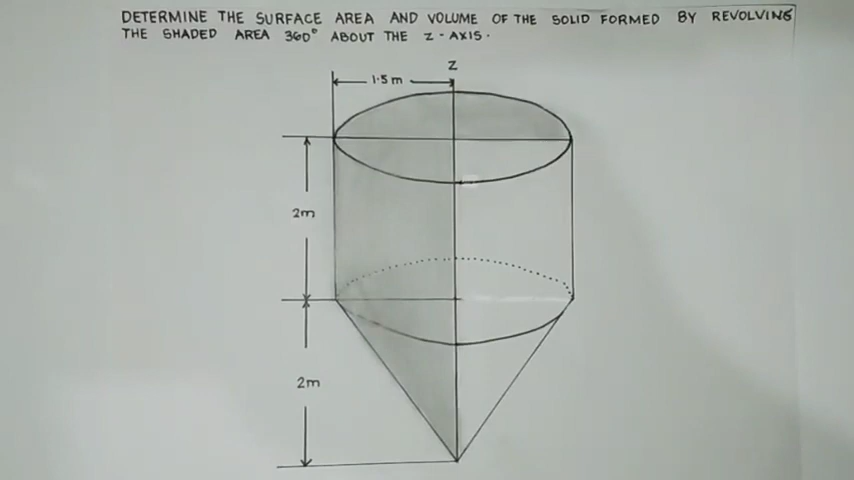 DETERMINE THE SURFACE AREA AND VOLUME OF THE SOLID FORMED BY REVOLVING
THE SHADED AREA 360° ABOUT THE Z-AXIS.
Z
1.5m
2m
2m